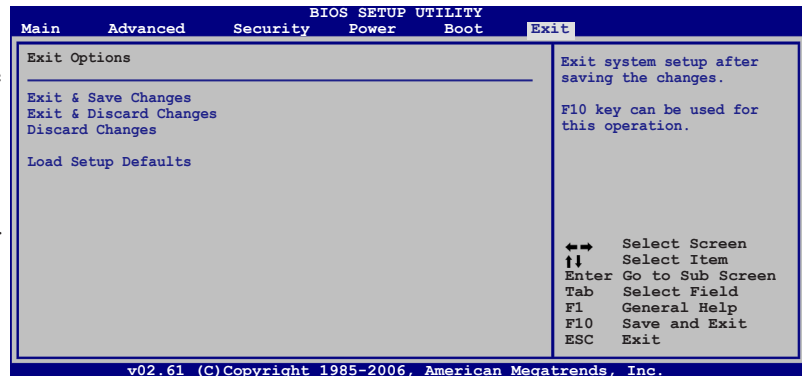 BIOS SETUP UTILITY
Main Advanced Security Power Boot Exit
Exit Options
Exit & Save Changes
Exit & Discard Changes
Discard Changes
Load Setup Defaults
Exit system setup after
saving the changes.
F10 key can be used for
this operation.
←→ Select Screen
↑↓ Select Item
Enter Go to Sub Screen
Tab Select Field
F1 General Help
F10 Save and Exit
ESC Exit
v02.61 (C)Copyright 1985-2006, American Megatrends, Inc.